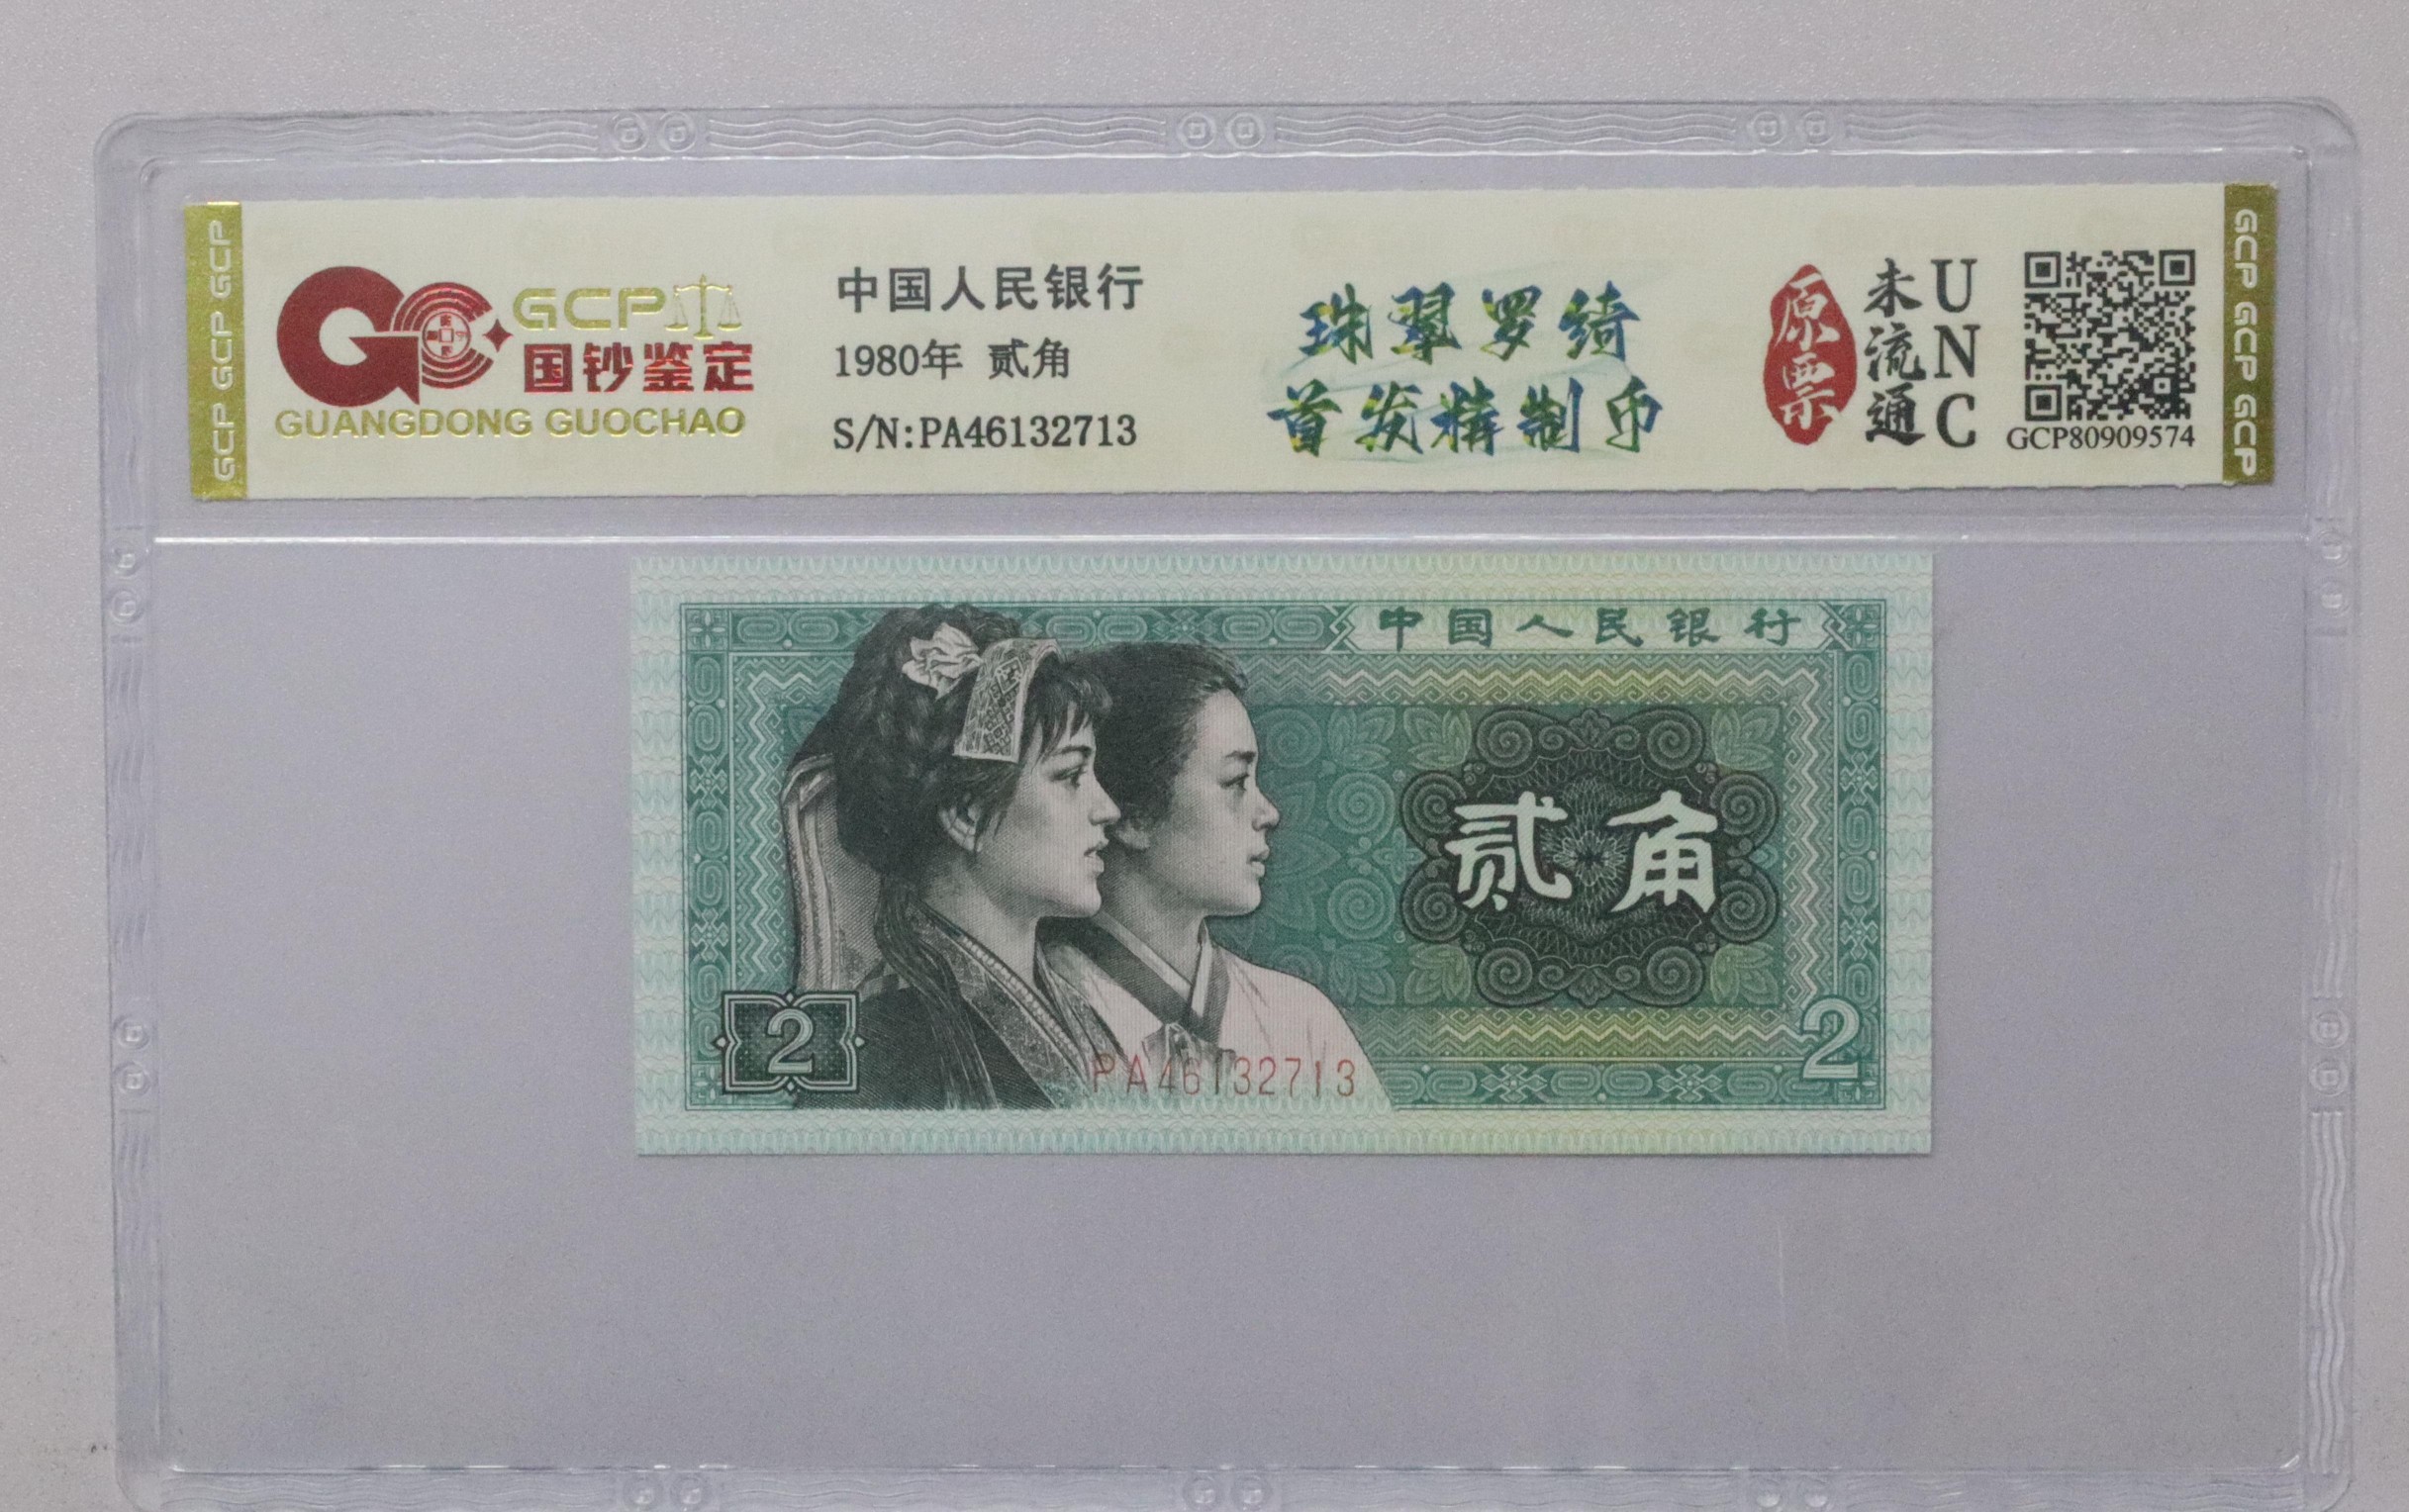 GCP GCP GCP
GCP
国钞鉴定
GUANGDONG GUOCHAO
中国人民银行
1980年 贰角
S/N:PA46132713
珠翠罗绮
首发精制币
原票
未流通
UNC
GCP80909574
GCP GCP GCP
中国人民银行
贰角
2
2
PA46132713